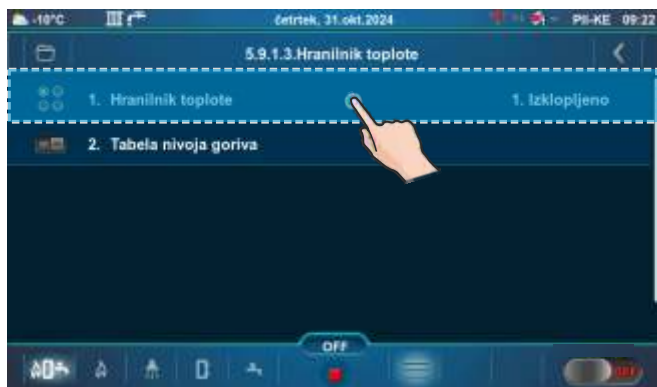 -10°C četrtek, 31.okt.2024 PII-KE 09:22
5.9.1.3.Hranilnik toplote
1. Hranilnik toplote 1. Izklopljeno
2. Tabela nivoja goriva
OFF
OFF